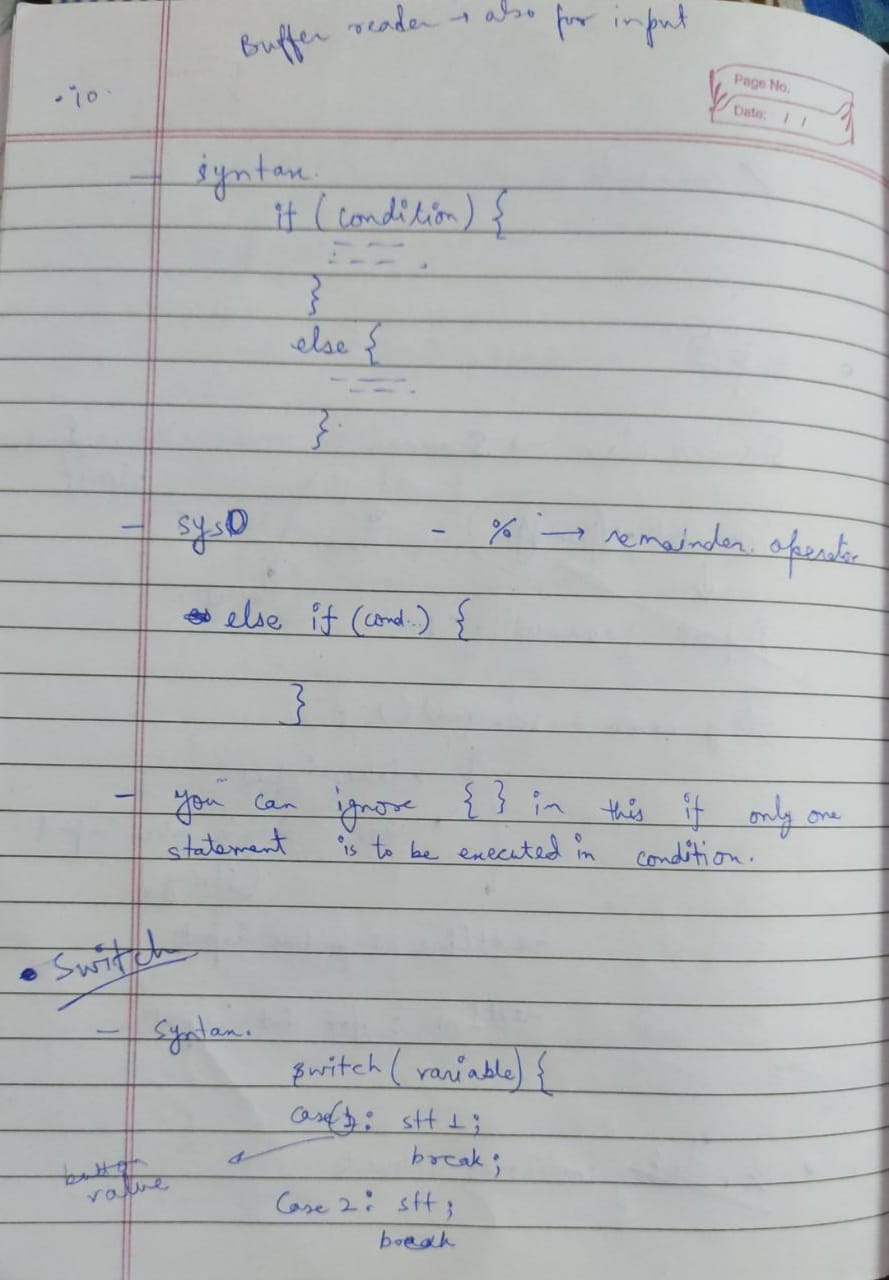 Buffer reader → also for input
• io.
Page No.
Date: / /
- syntax.
if (condition) {
}
else {
}
- sysO - % → remainder operator
else if (cond..) {
}
- you can ignore { } in this if only one
statement is to be executed in condition.
• Switch
- Syntax.
switch (variable) {
case 1: stt 1;
break;
button
value
Case 2: stt;
break